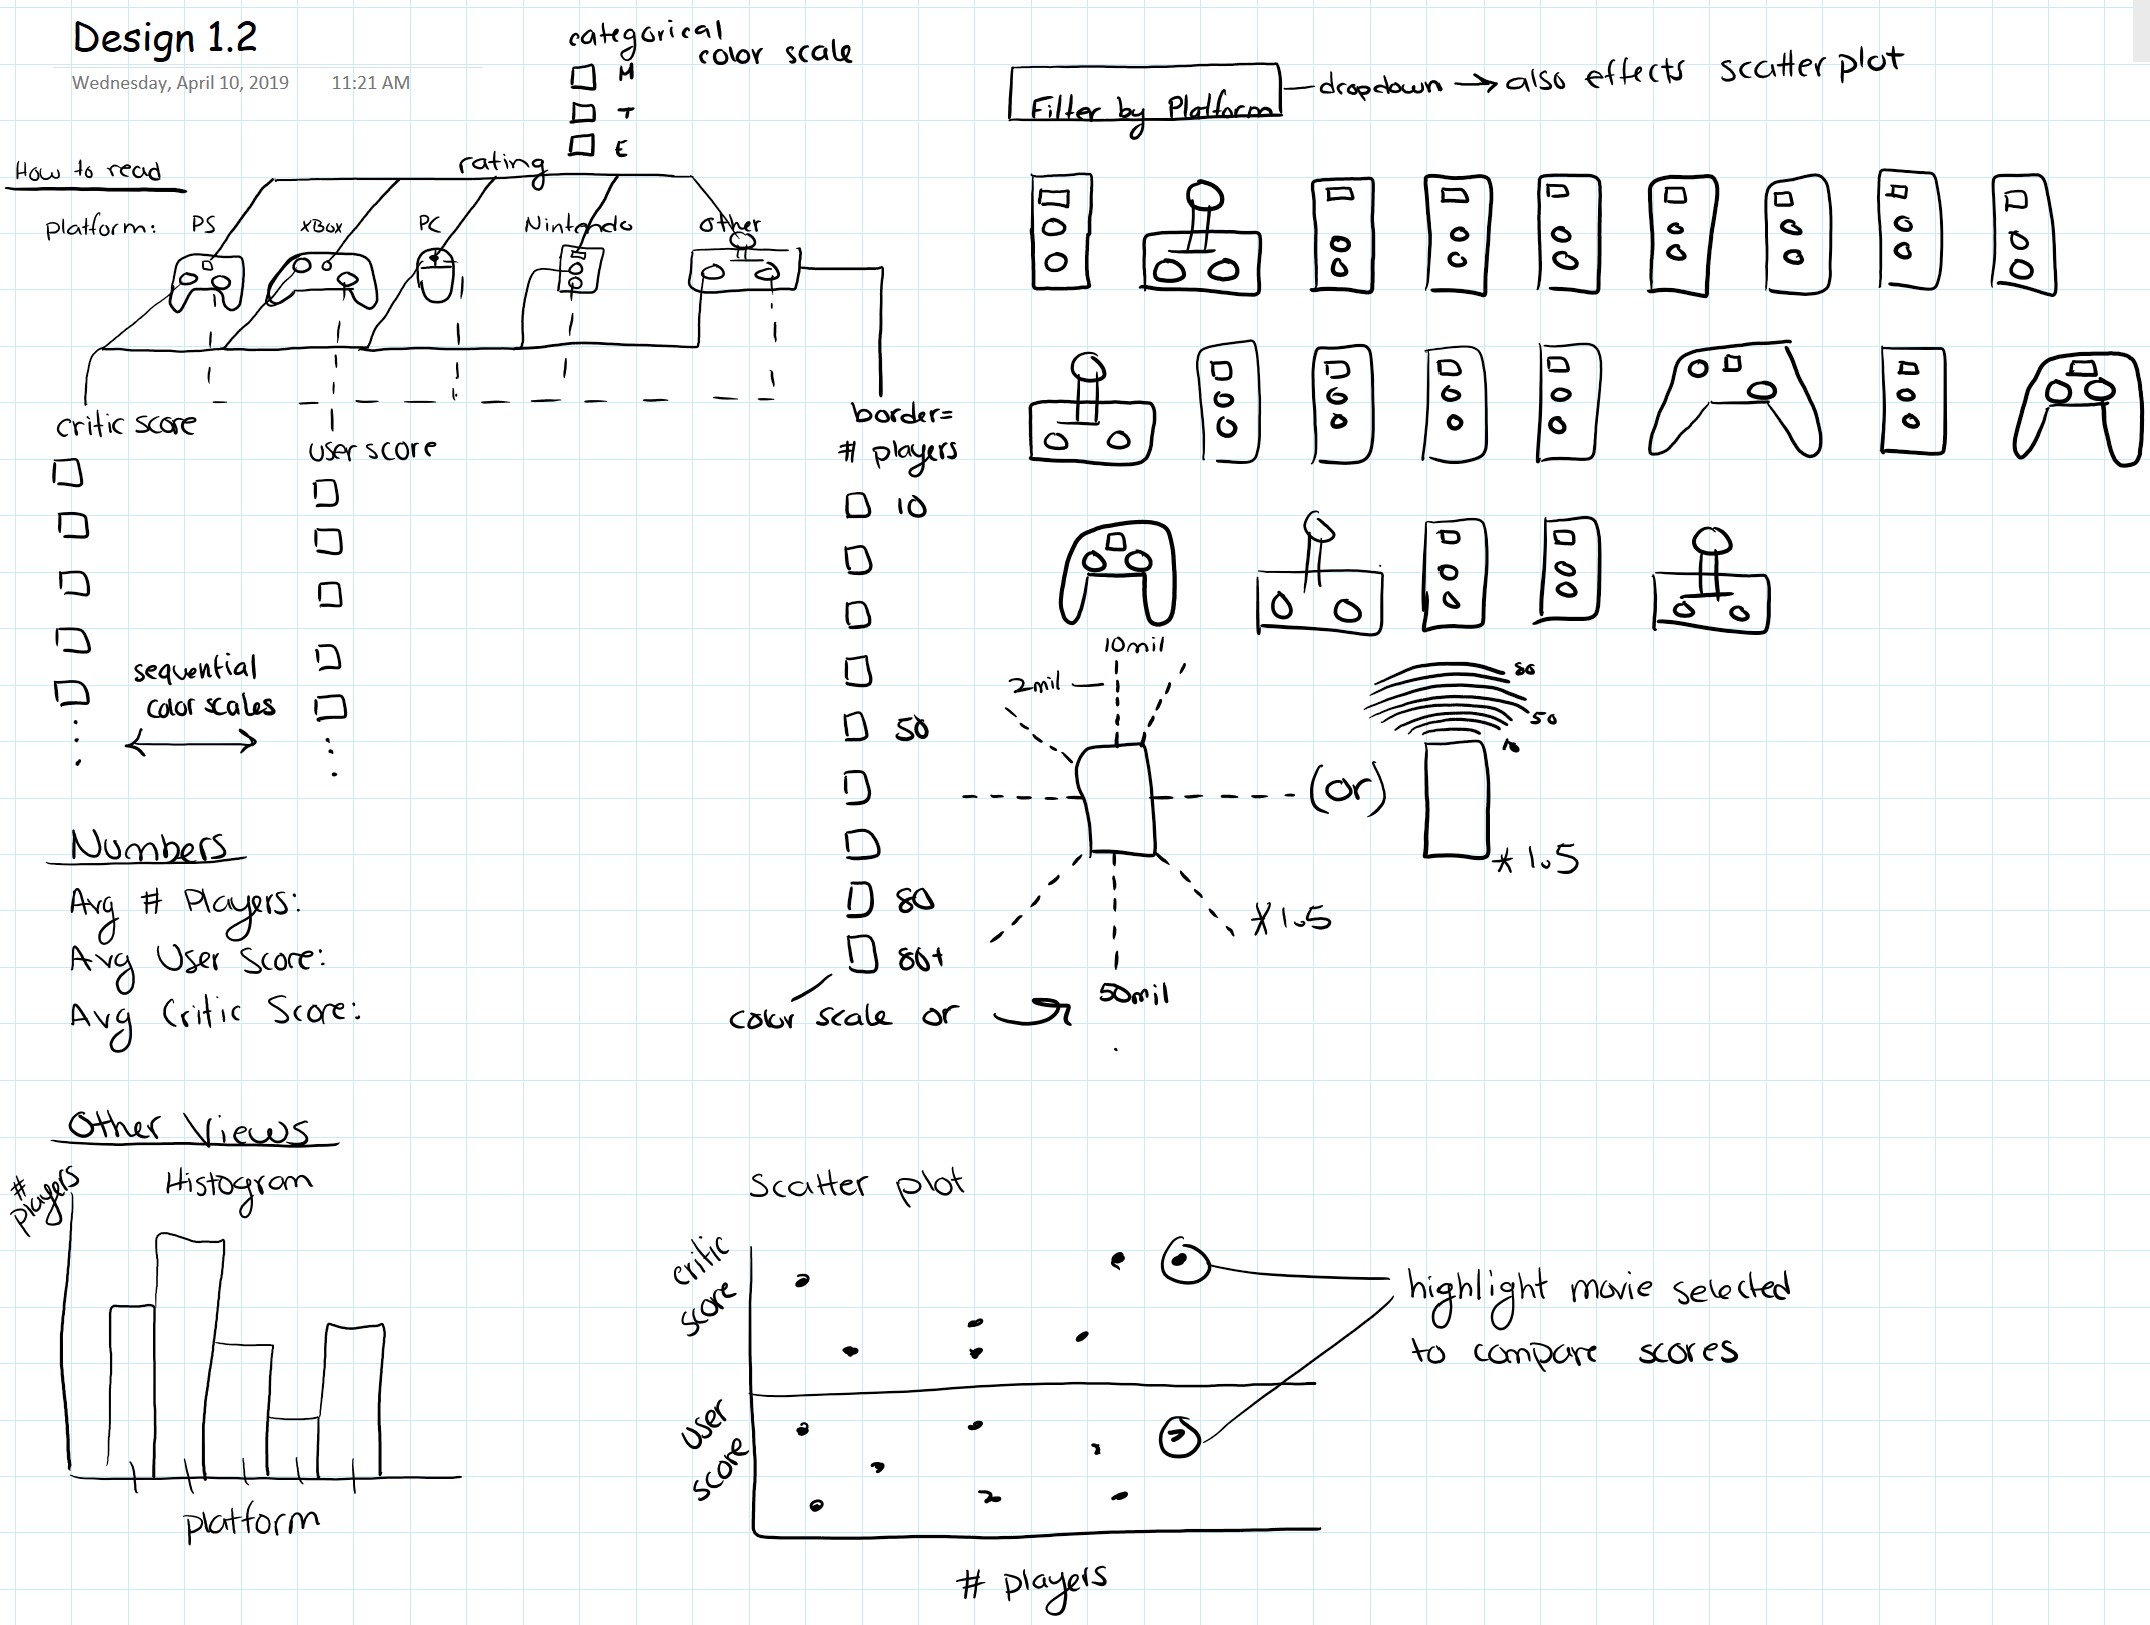 Design 1.2
Wednesday, April 10, 2019 11:21 AM
categorical
color scale
M
T
E
Filter by Platform
dropdown → also effects scatter plot
How to read
rating
Platform: PS XBox PC Nintendo Other
critic score
user score
border=
# players
10
50
80
80+
sequential
color scales
color scale or
10mil
2mil
50mil
* 1.5
(or)
80
50
10
* 1.5
Numbers
Avg # Players:
Avg User Score:
Avg Critic Score:
Other Views
Histogram
# players
platform
Scatter plot
critic score
user score
# players
highlight movie selected
to compare scores